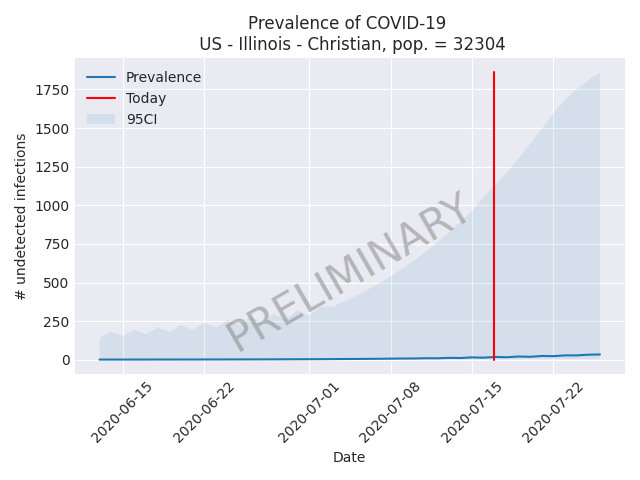 Prevalence of COVID-19
US - Illinois - Christian, pop. = 32304
Prevalence
Today
95CI
# undetected infections
1750
1500
1250
1000
750
500
250
0
PRELIMINARY
2020-06-15
2020-06-22
2020-07-01
2020-07-08
2020-07-15
2020-07-22
Date